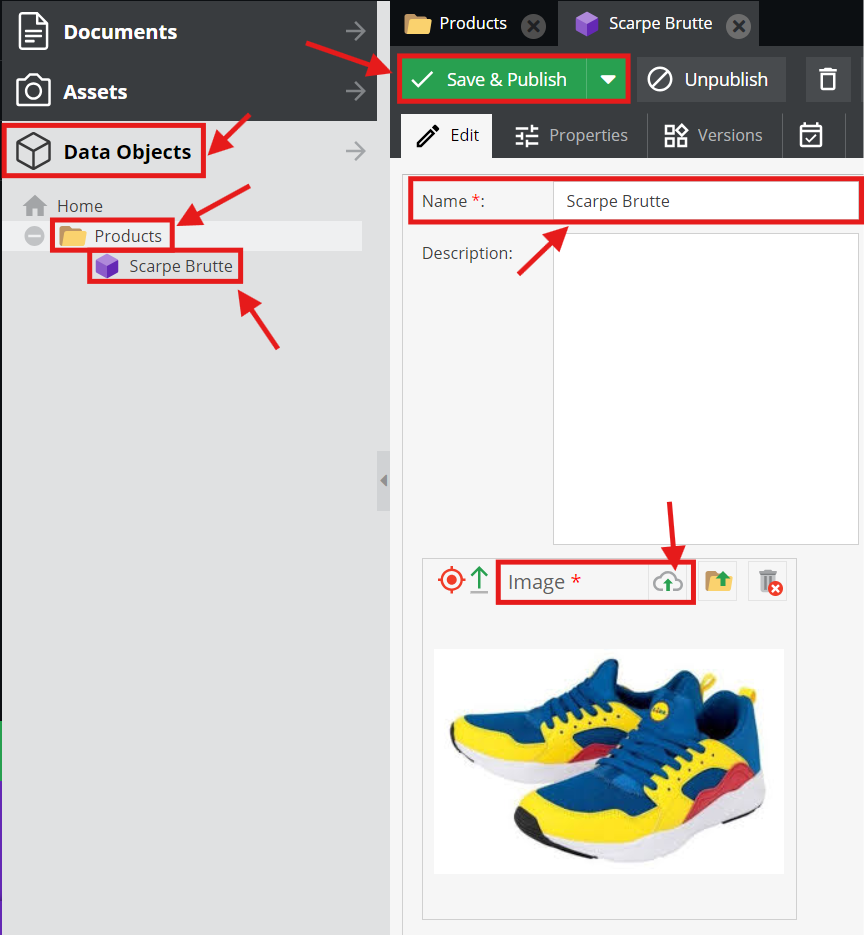 Documents
Assets
Data Objects
Home
Products
Scarpe Brutte
Products
Scarpe Brutte
Save & Publish
Unpublish
Edit
Properties
Versions
Name *:
Scarpe Brutte
Description:
Image *